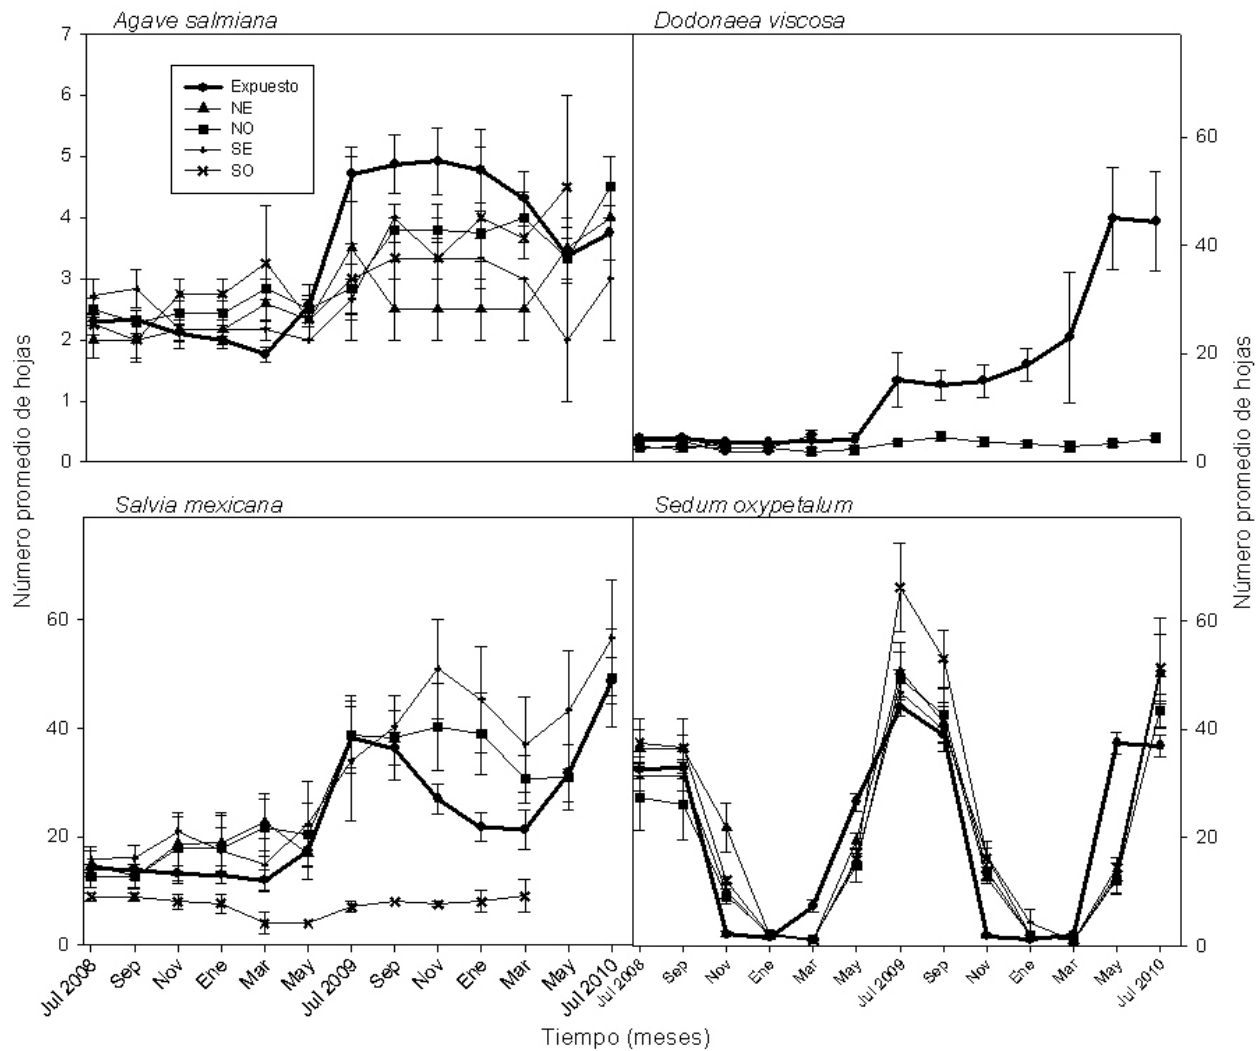 Agave salmiana
Dodonaea viscosa
7
6
5
4
3
2
1
0
Expuesto
NE
NO
SE
SO
60
40
20
0
Número promedio de hojas
Número promedio de hojas
Salvia mexicana
Sedum oxypetalum
60
40
20
0
60
40
20
0
Jul 2008
Sep
Nov
Ene
Mar
May
Jul 2009
Sep
Nov
Ene
Mar
May
Jul 2010
Jul 2008
Sep
Nov
Ene
Mar
May
Jul 2009
Sep
Nov
Ene
Mar
May
Jul 2010
Tiempo (meses)